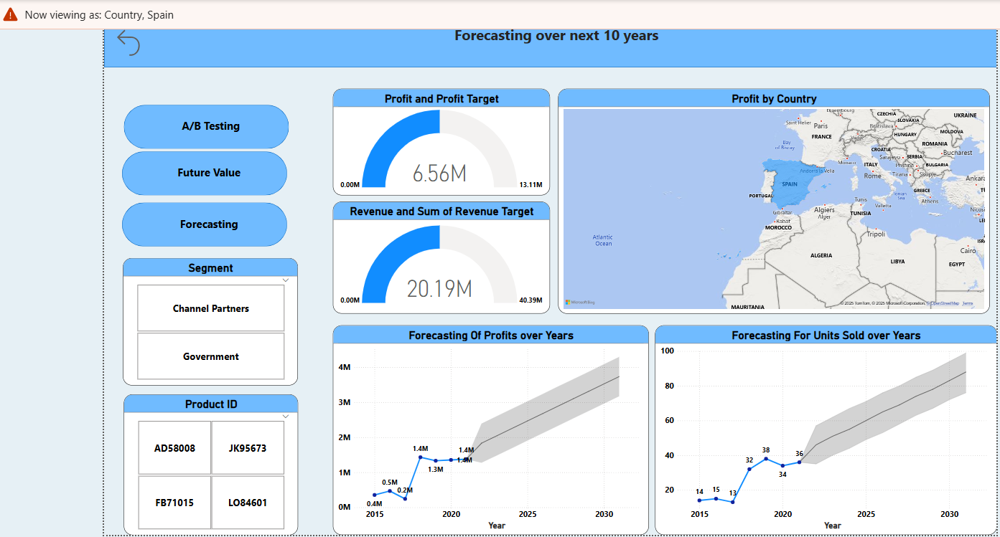 Now viewing as: Country, Spain
Forecasting over next 10 years
A/B Testing
Future Value
Forecasting
Segment
Channel Partners
Government
Product ID
AD58008
JK95673
FB71015
LO84601
Profit and Profit Target
6.56M
0.00M
13.11M
Revenue and Sum of Revenue Target
20.19M
0.00M
40.39M
Profit by Country
Luxembourg
CZECHIA
UKRAINE
SLOVAKIA
Saint Helier
Paris
Bratislava
FRANCE
HUNGARY
MOLDOVA
Vaduz
Bay
of Biscay
CROATIA
ROMANIA
Bucharest
Sarajevo
SERBIA
Monaco
ITALY
Pristina
BULGARIA
Andorra la Vella
Rome
Tirana
Skopje
Ankara
SPAIN
GREECE
PORTUGAL
Tunis
Ionian
Sea
Athens
Valletta
Gibraltar
Algiers
Alger
TUNISIA
Nicos
Rabat
MOROCCO
Tripoli
Atlantic
Ocean
Cairo
ALGERIA
LIBYA
EGYPT
MAURITANIA
Microsoft Bing
© 2025 TomTom, © 2025 Microsoft Corporation, © OpenStreetMap Terms
Forecasting Of Profits over Years
4M
3M
2M
1M
0M
0.4M
0.5M
0.2M
1.4M
1.3M
1.4M
1.4M
2015
2020
2025
2030
Year
Forecasting For Units Sold over Years
100
80
60
40
20
14
15
13
32
38
34
36
2015
2020
2025
2030
Year